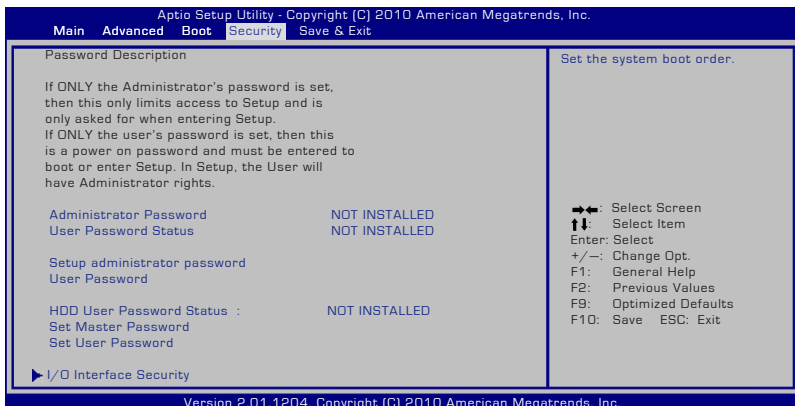 Aptio Setup Utility - Copyright (C) 2010 American Megatrends, Inc.
Main Advanced Boot Security Save & Exit
Password Description
If ONLY the Administrator's password is set,
then this only limits access to Setup and is
only asked for when entering Setup.
If ONLY the user's password is set, then this
is a power on password and must be entered to
boot or enter Setup. In Setup, the User will
have Administrator rights.
Administrator Password NOT INSTALLED
User Password Status NOT INSTALLED
Setup administrator password
User Password
HDD User Password Status : NOT INSTALLED
Set Master Password
Set User Password
I/O Interface Security
Set the system boot order.
→←: Select Screen
↑↓: Select Item
Enter: Select
+/—: Change Opt.
F1: General Help
F2: Previous Values
F9: Optimized Defaults
F10: Save ESC: Exit
Version 2.01.1204. Copyright (C) 2010 American Megatrends, Inc.